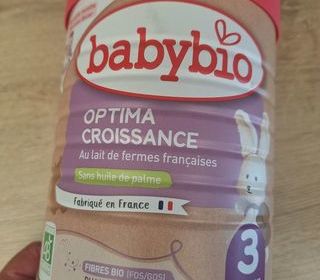 babybio
OPTIMA
CROISSANCE
Au lait de fermes françaises
Sans huile de palme
Fabriqué en France
3
AB
FIBRES BIO (FOS/GOS)